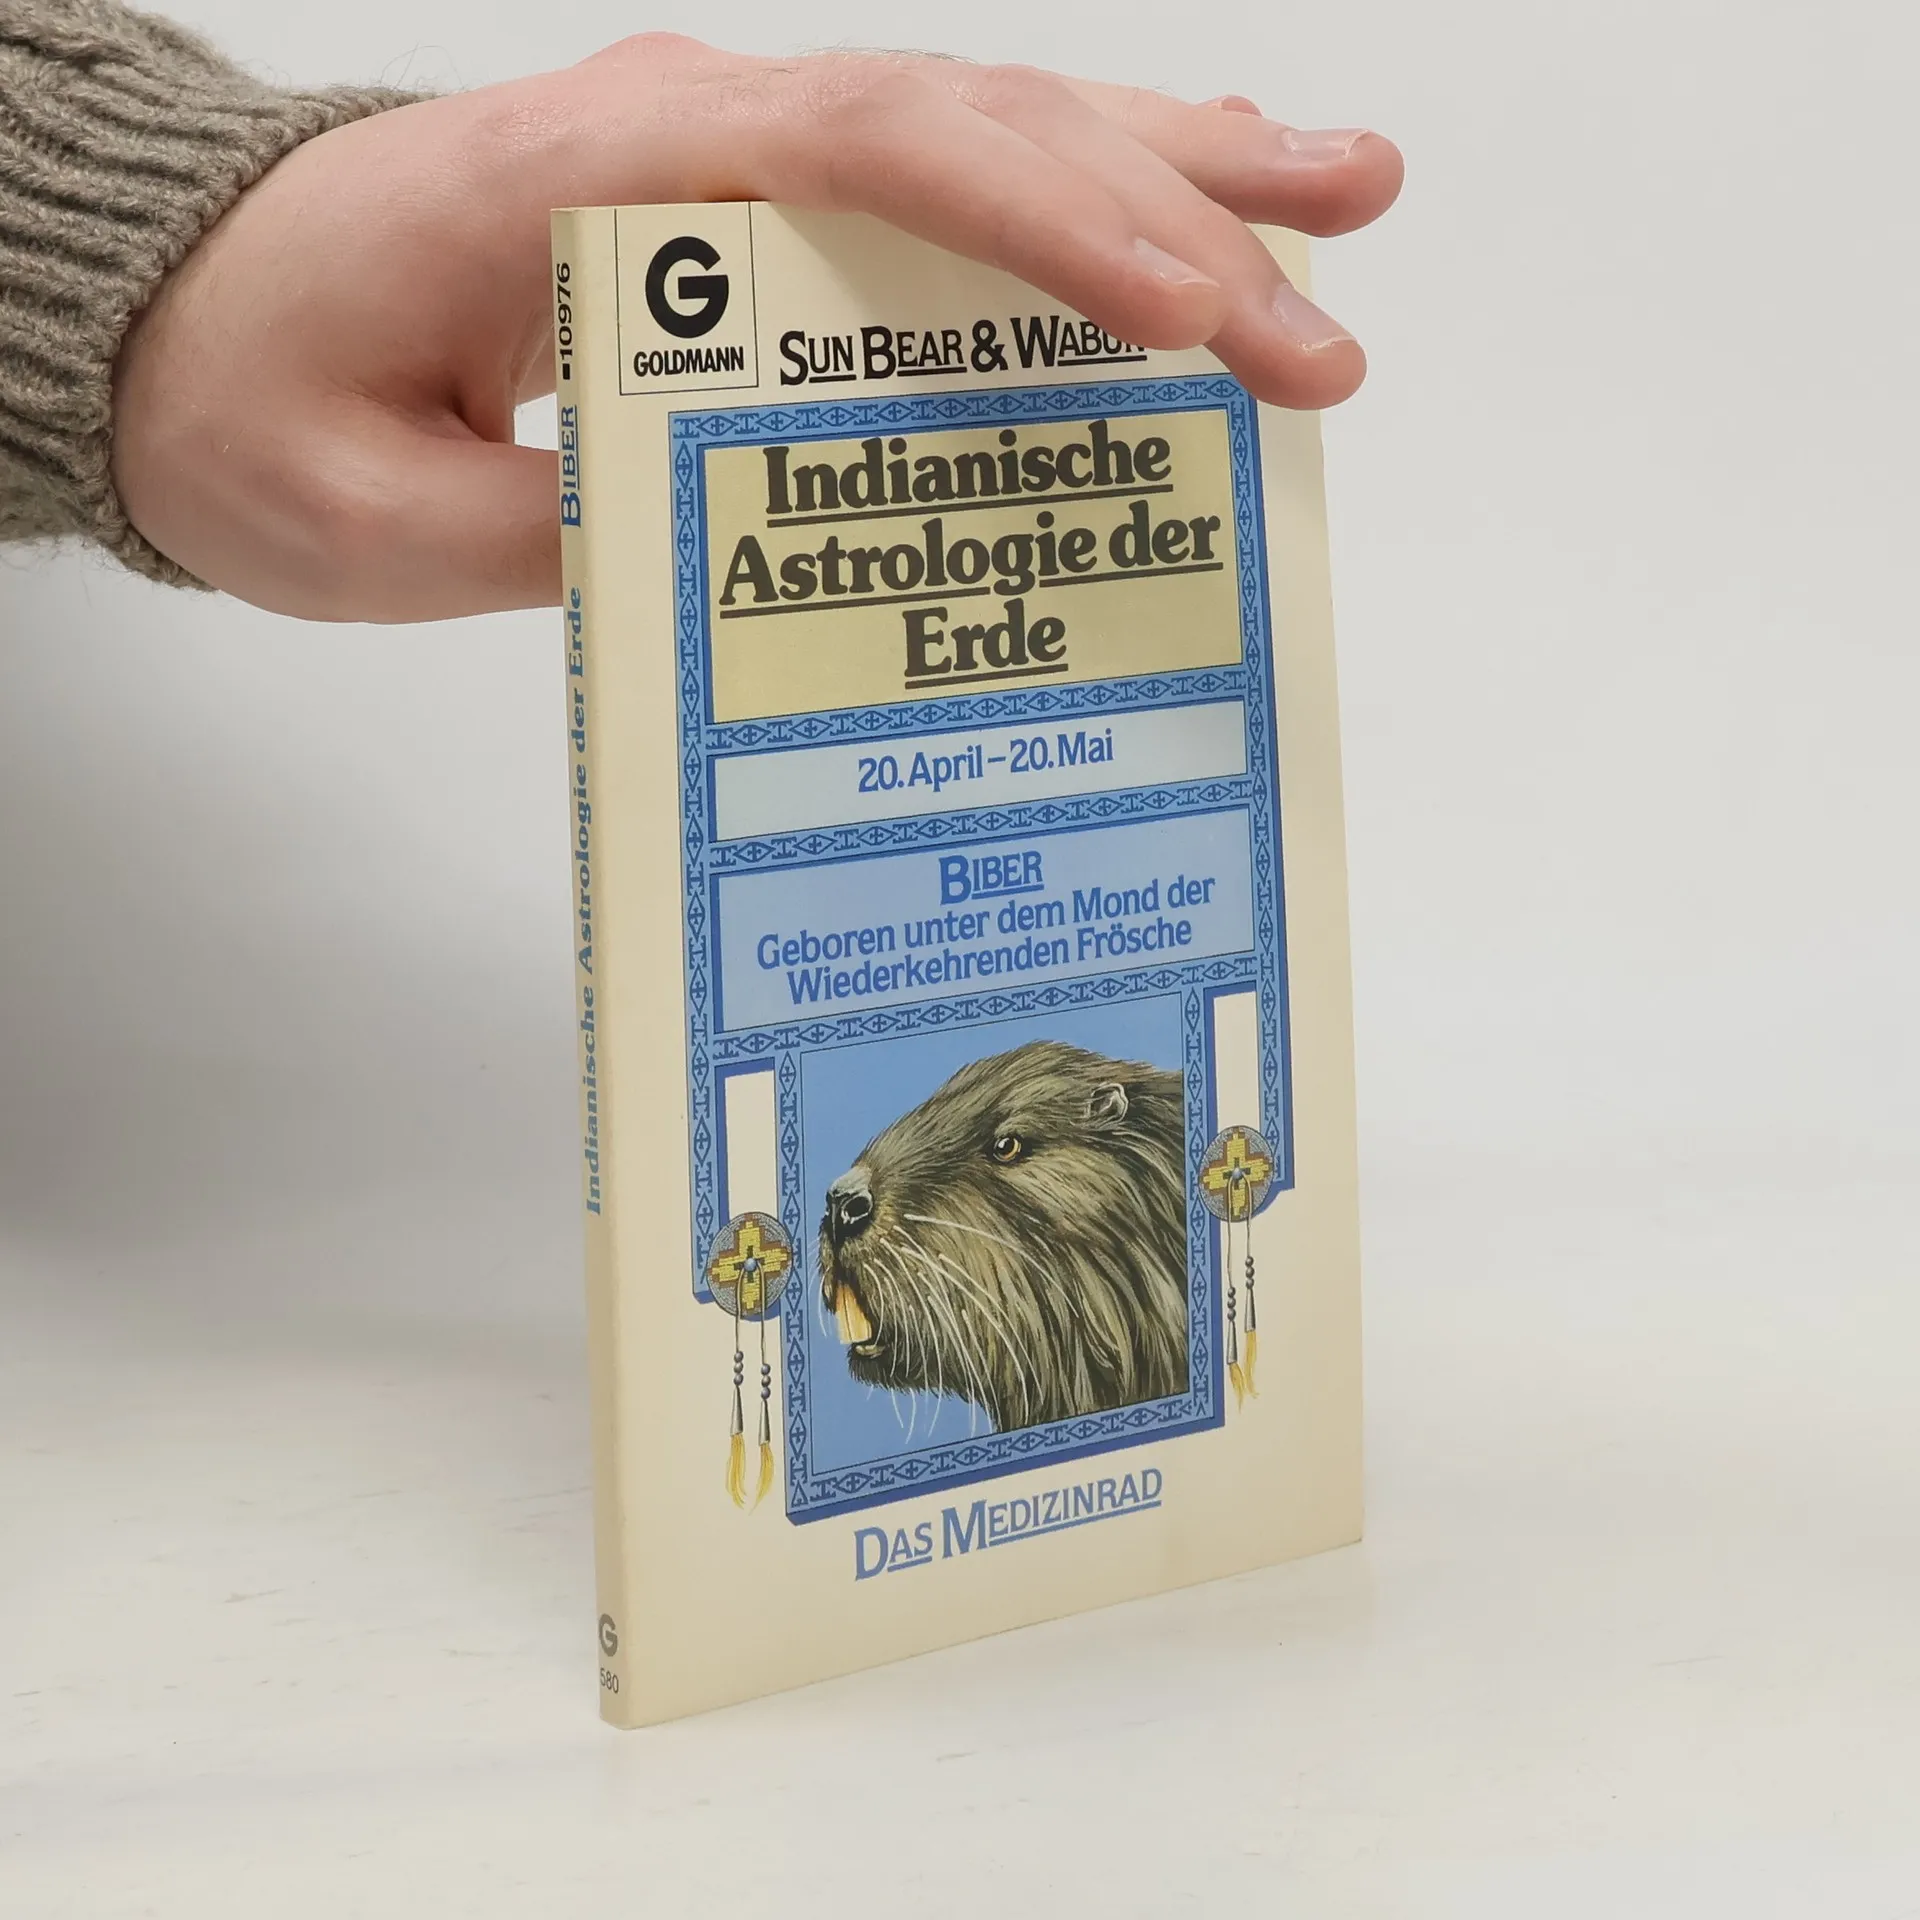 G
GOLDMANN
SUN BEAR & WABUN
Indianische
Astrologie der
Erde
20. April – 20. Mai
BIBER
Geboren unter dem Mond der
Wiederkehrenden Frösche
DAS MEDIZINRAD
Indianische Astrologie der Erde BIBER 10976
G
580